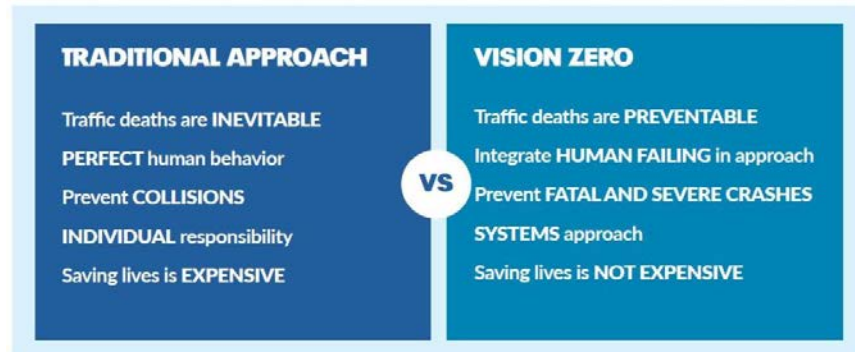 TRADITIONAL APPROACH
Traffic deaths are INEVITABLE
PERFECT human behavior
Prevent COLLISIONS
INDIVIDUAL responsibility
Saving lives is EXPENSIVE
VS
VISION ZERO
Traffic deaths are PREVENTABLE
Integrate HUMAN FAILING in approach
Prevent FATAL AND SEVERE CRASHES
SYSTEMS approach
Saving lives is NOT EXPENSIVE